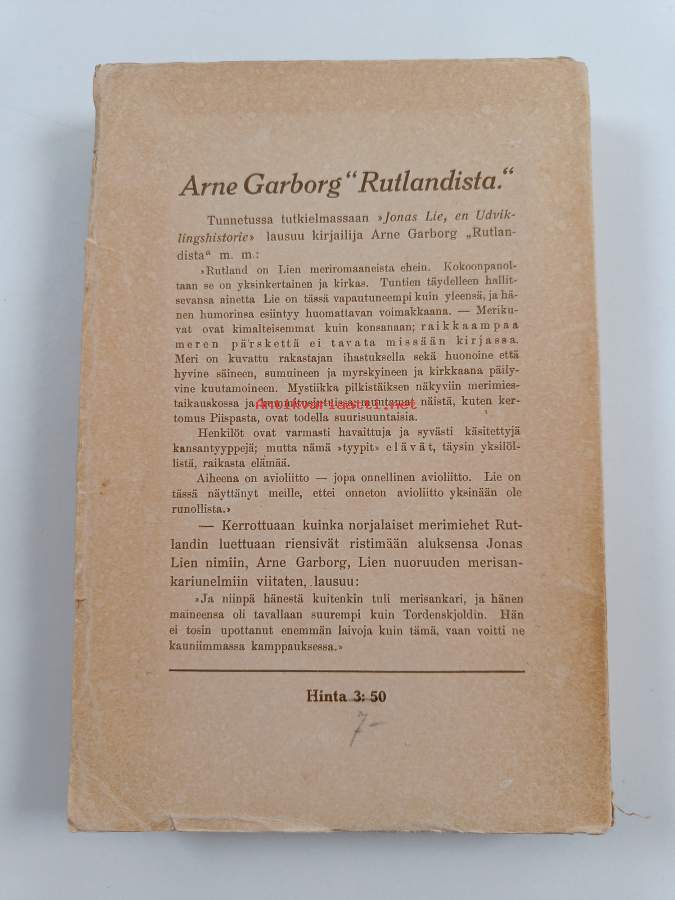 Arne Garborg “Rutlandista.“
Tunnetussa tutkielmassaan »Jonas Lie, en Udvik-
lingshistorie» lausuu kirjailija Arne Garborg „Rutlan-
dista“ m. m.:
»Rutland on Lien meriromaaneista ehein. Kokoonpanol-
taan se on yksinkertainen ja kirkas. Tuntien täydelleen hallit-
sevansa ainetta Lie on tässä vapautuneempi kuin yleensä, ja hä-
nen humorinsa esiintyy huomattavan voimakkaana. — Meriku-
vat ovat kimalteisemmat kuin konsanaan; raikkaampaa
meren pärskettä ei tavata missään kirjassa.
Meri on kuvattu rakastajan ihastuksella sekä huonoine että
hyvine säineen, sumuineen ja myrskyineen ja kirkkaana päily-
vine kuutamoineen. Mystiikka pilkistäiksen näkyviin merimies-
taikauskossa ja muutamat näistä, kuten ker-
Antikvariaatti.net
tomus Piispasta, ovat todella suurisuuntaisia.
Henkilöt ovat varmasti havaittuja ja syvästi käsitettyjä
kansantyyppejä; mutta nämä »tyypit» elävät, täysin yksilöl-
listä, raikasta elämää.
Aiheena on avioliitto — jopa onnellinen avioliitto. Lie on
tässä näyttänyt meille, ettei onneton avioliitto yksinään ole
runollista.»
— Kerrottuaan kuinka norjalaiset merimiehet Rut-
landin luettuaan riensivät ristimään aluksensa Jonas
Lien nimiin, Arne Garborg, Lien nuoruuden merisan-
kariunelmiin viitaten, lausuu:
»Ja niinpä hänestä kuitenkin tuli merisankari, ja hänen
maineensa oli tavallaan suurempi kuin Tordenskjoldin. Hän
ei tosin upottanut enemmän laivoja kuin tämä, vaan voitti ne
kauniimmassa kamppauksessa.»
Hinta 3: 50
7-